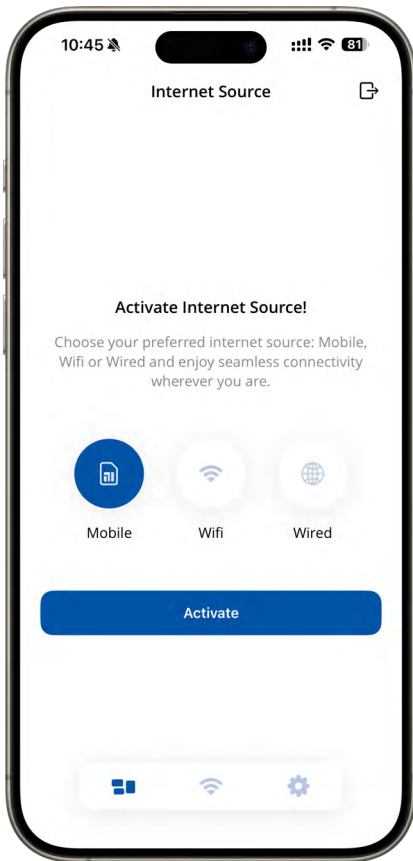 10:45
81
Internet Source
Activate Internet Source!
Choose your preferred internet source: Mobile,
Wifi or Wired and enjoy seamless connectivity
wherever you are.
Mobile Wifi Wired
Activate